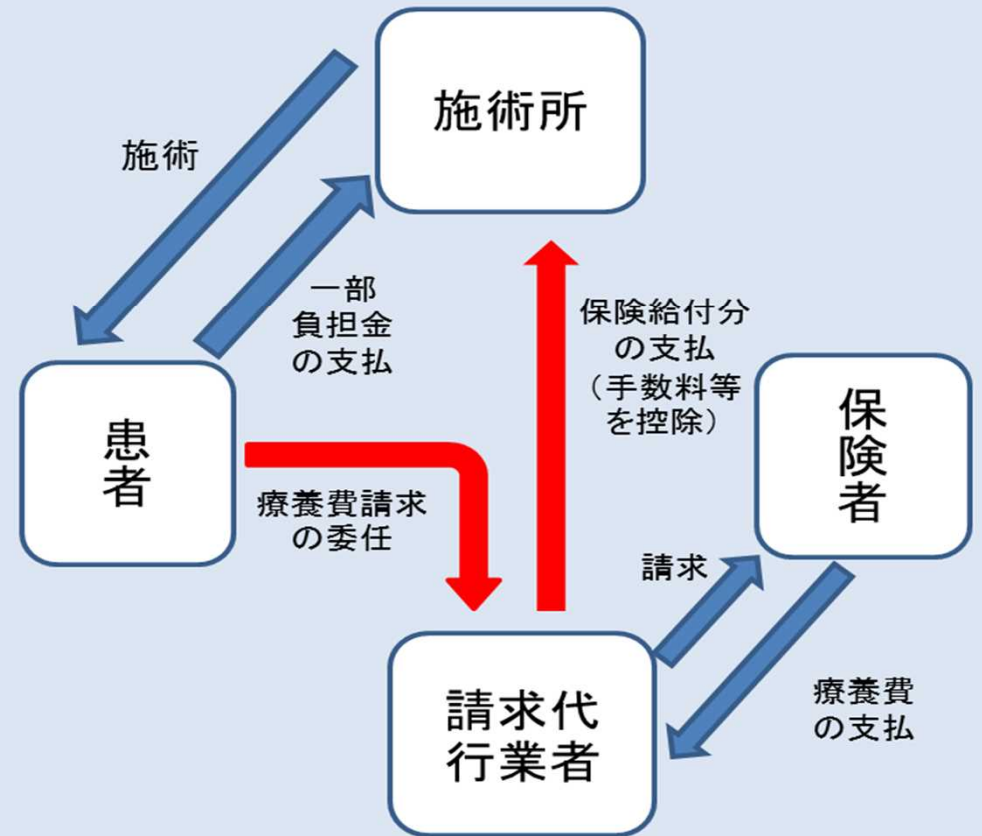 施術所
施術
一部
負担金
の支払
保険給付分
の支払
（手数料等
を控除）
患
者
保
険
者
療養費請求
の委任
請求
請求代
行業者
療養費
の支払